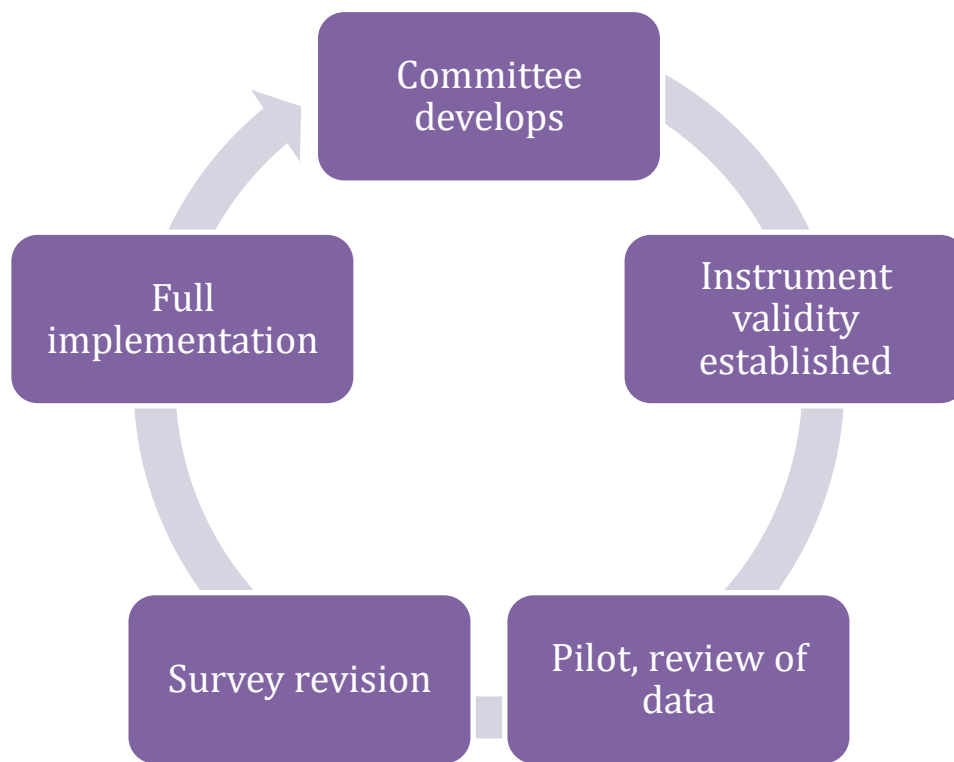 Committee
develops
Instrument
validity
established
Pilot, review of
data
Survey revision
Full
implementation